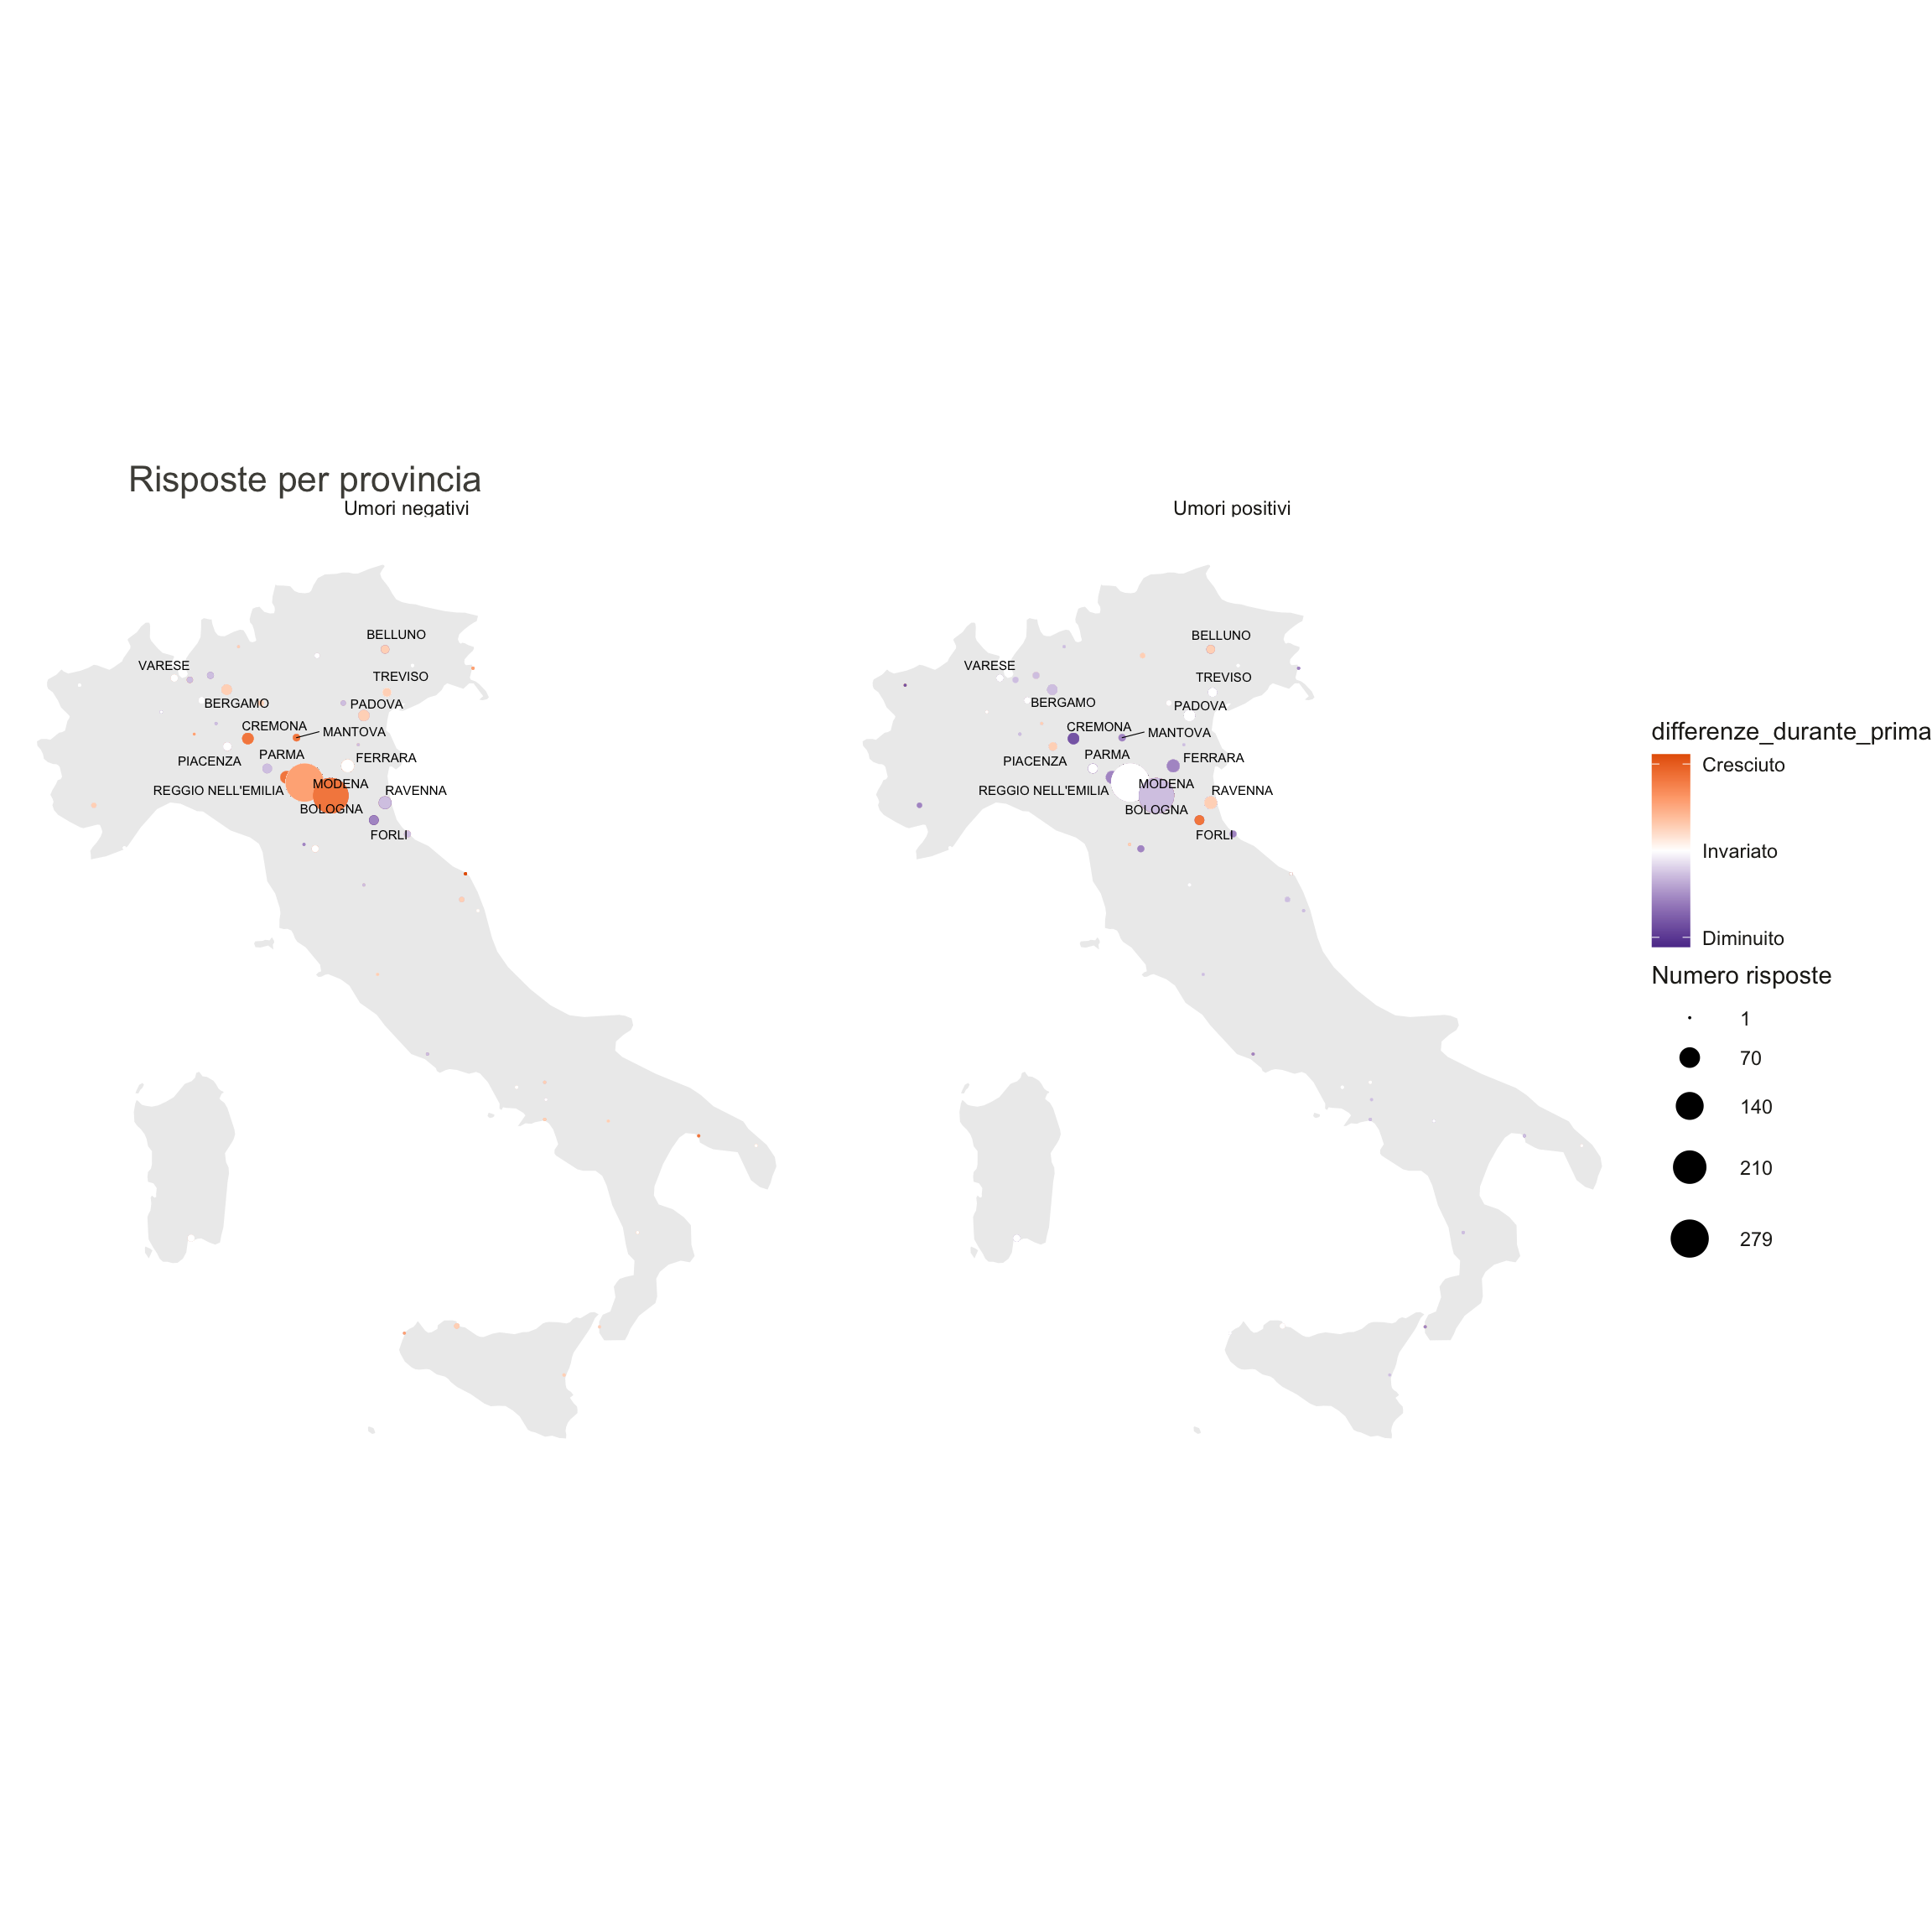 Risposte per provincia
Umori negativi
BELLUNO
VARESE
TREVISO
BERGAMO
PADOVA
CREMONA
MANTOVA
PARMA
FERRARA
PIACENZA
MODENA
REGGIO NELL'EMILIA
RAVENNA
BOLOGNA
FORLI
Umori positivi
BELLUNO
VARESE
TREVISO
BERGAMO
PADOVA
CREMONA
MANTOVA
PARMA
FERRARA
PIACENZA
MODENA
REGGIO NELL'EMILIA
RAVENNA
BOLOGNA
FORLI
differenze_durante_prima
Cresciuto
Invariato
Diminuito
Numero risposte
1
70
140
210
279